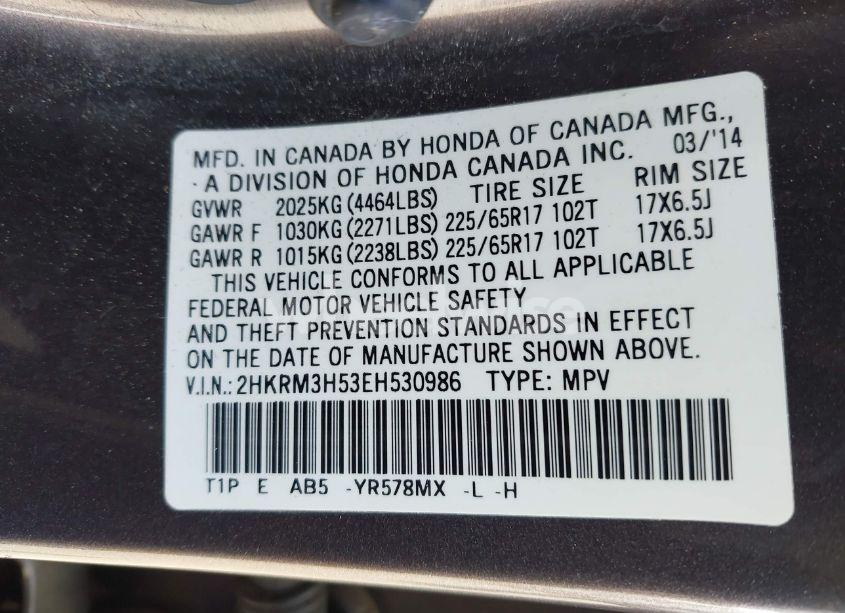 MFD. IN CANADA BY HONDA OF CANADA MFG.,
- A DIVISION OF HONDA CANADA INC. 03/'14
GVWR 2025KG (4464LBS) TIRE SIZE RIM SIZE
GAWR F 1030KG (2271LBS) 225/65R17 102T 17X6.5J
GAWR R 1015KG (2238LBS) 225/65R17 102T 17X6.5J
THIS VEHICLE CONFORMS TO ALL APPLICABLE
FEDERAL MOTOR VEHICLE SAFETY
AND THEFT PREVENTION STANDARDS IN EFFECT
ON THE DATE OF MANUFACTURE SHOWN ABOVE.
V.I.N.: 2HKRM3H53EH530986 TYPE: MPV
T1P E AB5 -YR578MX -L -H